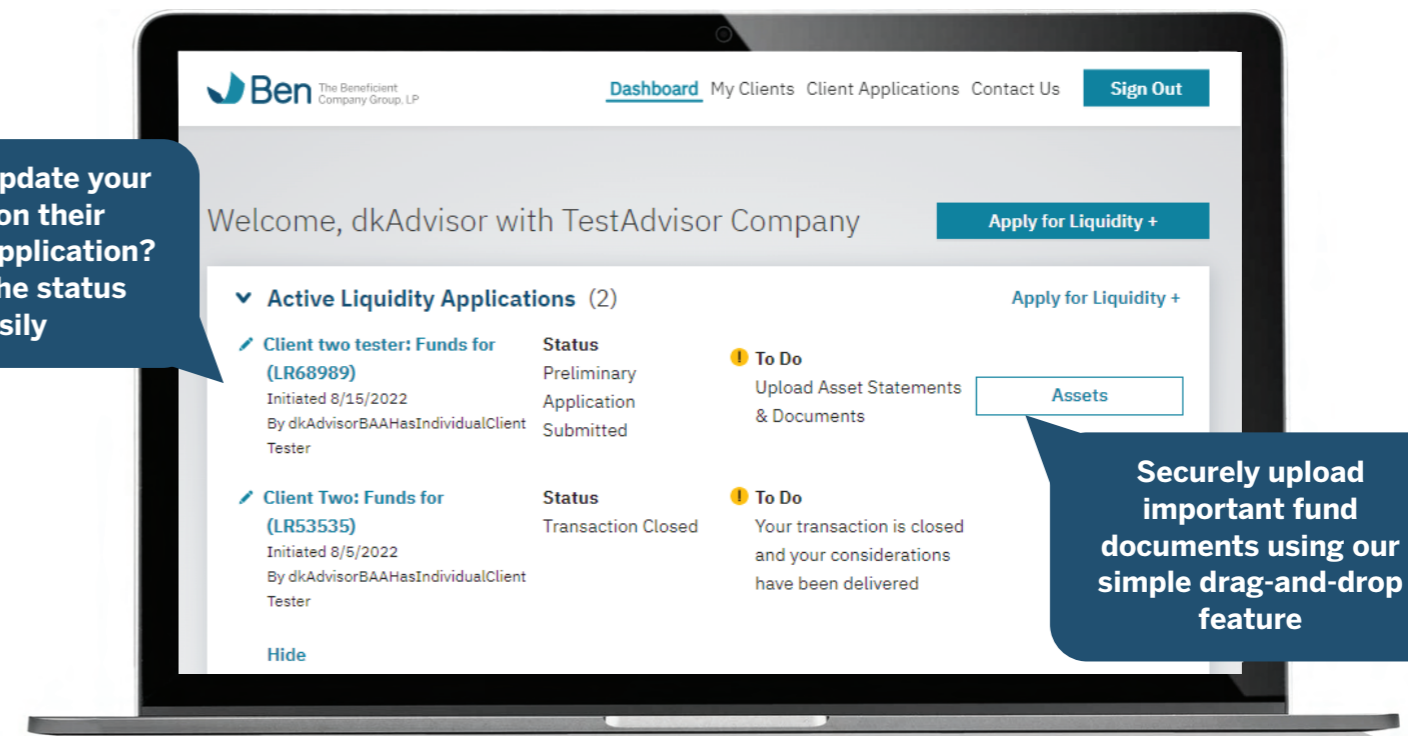 Ben The Beneficient
Company Group, LP
Dashboard My Clients Client Applications Contact Us Sign Out
pdate your
on their
pplication?
he status
sily
Welcome, dkAdvisor with TestAdvisor Company
Apply for Liquidity +
Active Liquidity Applications (2)
Apply for Liquidity +
Client two tester: Funds for
(LR68989)
Initiated 8/15/2022
By dkAdvisorBAAHasIndividualClient
Tester
Status
Preliminary
Application
Submitted
To Do
Upload Asset Statements
& Documents
Assets
Client Two: Funds for
(LR53535)
Initiated 8/5/2022
By dkAdvisorBAAHasIndividualClient
Tester
Status
Transaction Closed
To Do
Your transaction is closed
and your considerations
have been delivered
Securely upload
important fund
documents using our
simple drag-and-drop
feature
Hide